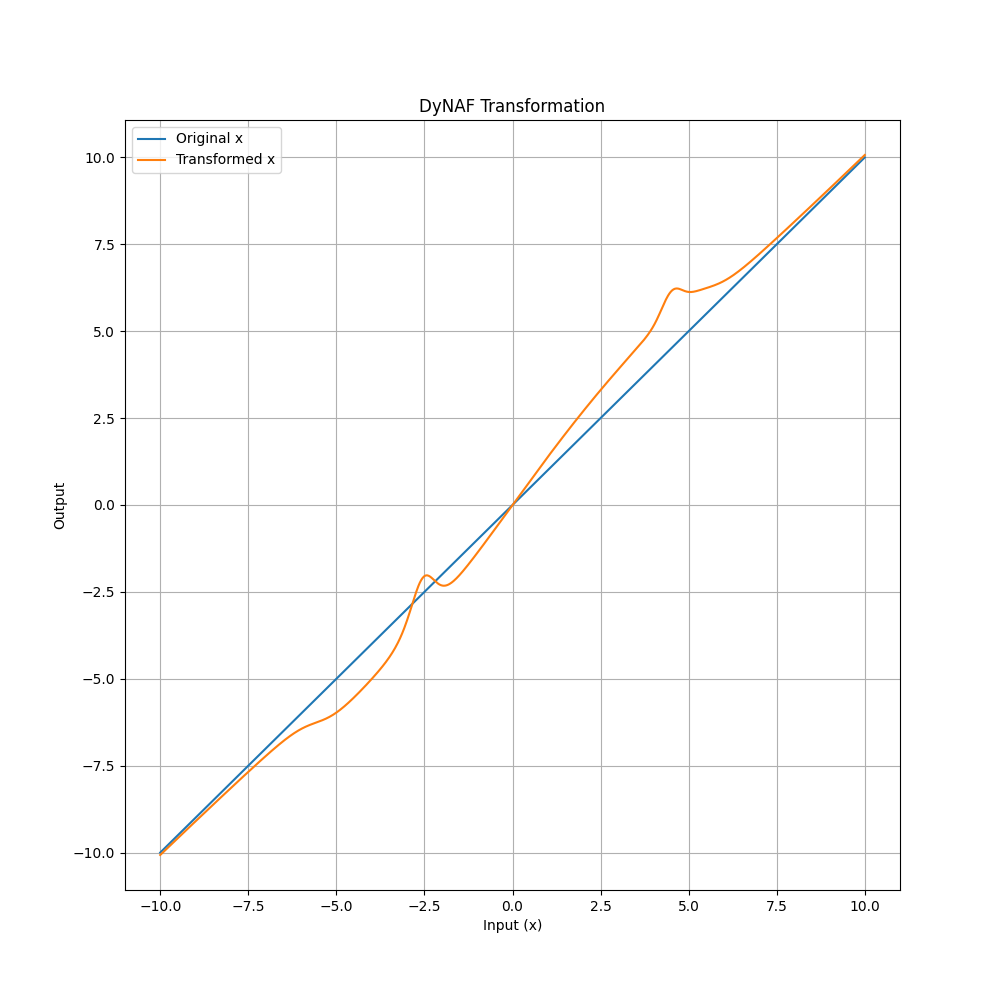 DyNAF Transformation
Original x
Transformed x
10.0
7.5
5.0
2.5
0.0
−2.5
−5.0
−7.5
−10.0
Output
−10.0 −7.5 −5.0 −2.5 0.0 2.5 5.0 7.5 10.0
Input (x)